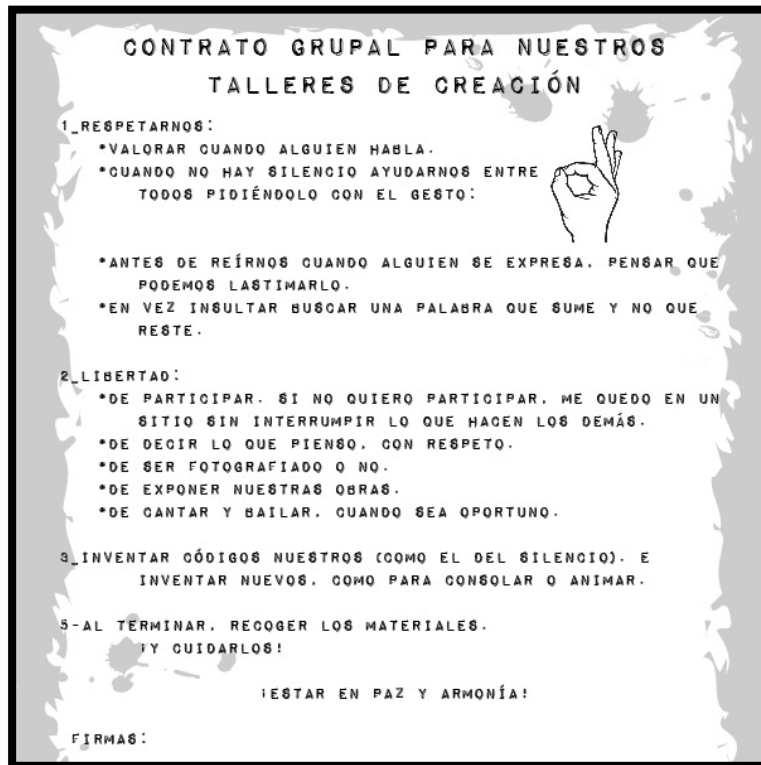 CONTRATO GRUPAL PARA NUESTROS
TALLERES DE CREACIÓN
1_RESPETARNOS:
*VALORAR CUANDO ALGUIEN HABLA.
*CUANDO NO HAY SILENCIO AYUDARNOS ENTRE
TODOS PIDIÉNDOLO CON EL GESTO:
*ANTES DE REÍRNOS CUANDO ALGUIEN SE EXPRESA, PENSAR QUE
PODEMOS LASTIMARLO.
*EN VEZ INSULTAR BUSCAR UNA PALABRA QUE SUME Y NO QUE
RESTE.
2_LIBERTAD:
*DE PARTICIPAR. SI NO QUIERO PARTICIPAR, ME QUEDO EN UN
SITIO SIN INTERRUMPIR LO QUE HACEN LOS DEMÁS.
*DE DECIR LO QUE PIENSO, CON RESPETO.
*DE SER FOTOGRAFIADO O NO.
*DE EXPONER NUESTRAS OBRAS.
*DE CANTAR Y BAILAR, CUANDO SEA OPORTUNO.
3_INVENTAR CÓDIGOS NUESTROS (COMO EL DEL SILENCIO). E
INVENTAR NUEVOS, COMO PARA CONSOLAR O ANIMAR.
5-AL TERMINAR, RECOGER LOS MATERIALES.
¡Y CUIDARLOS!
¡ESTAR EN PAZ Y ARMONÍA!
FIRMAS: